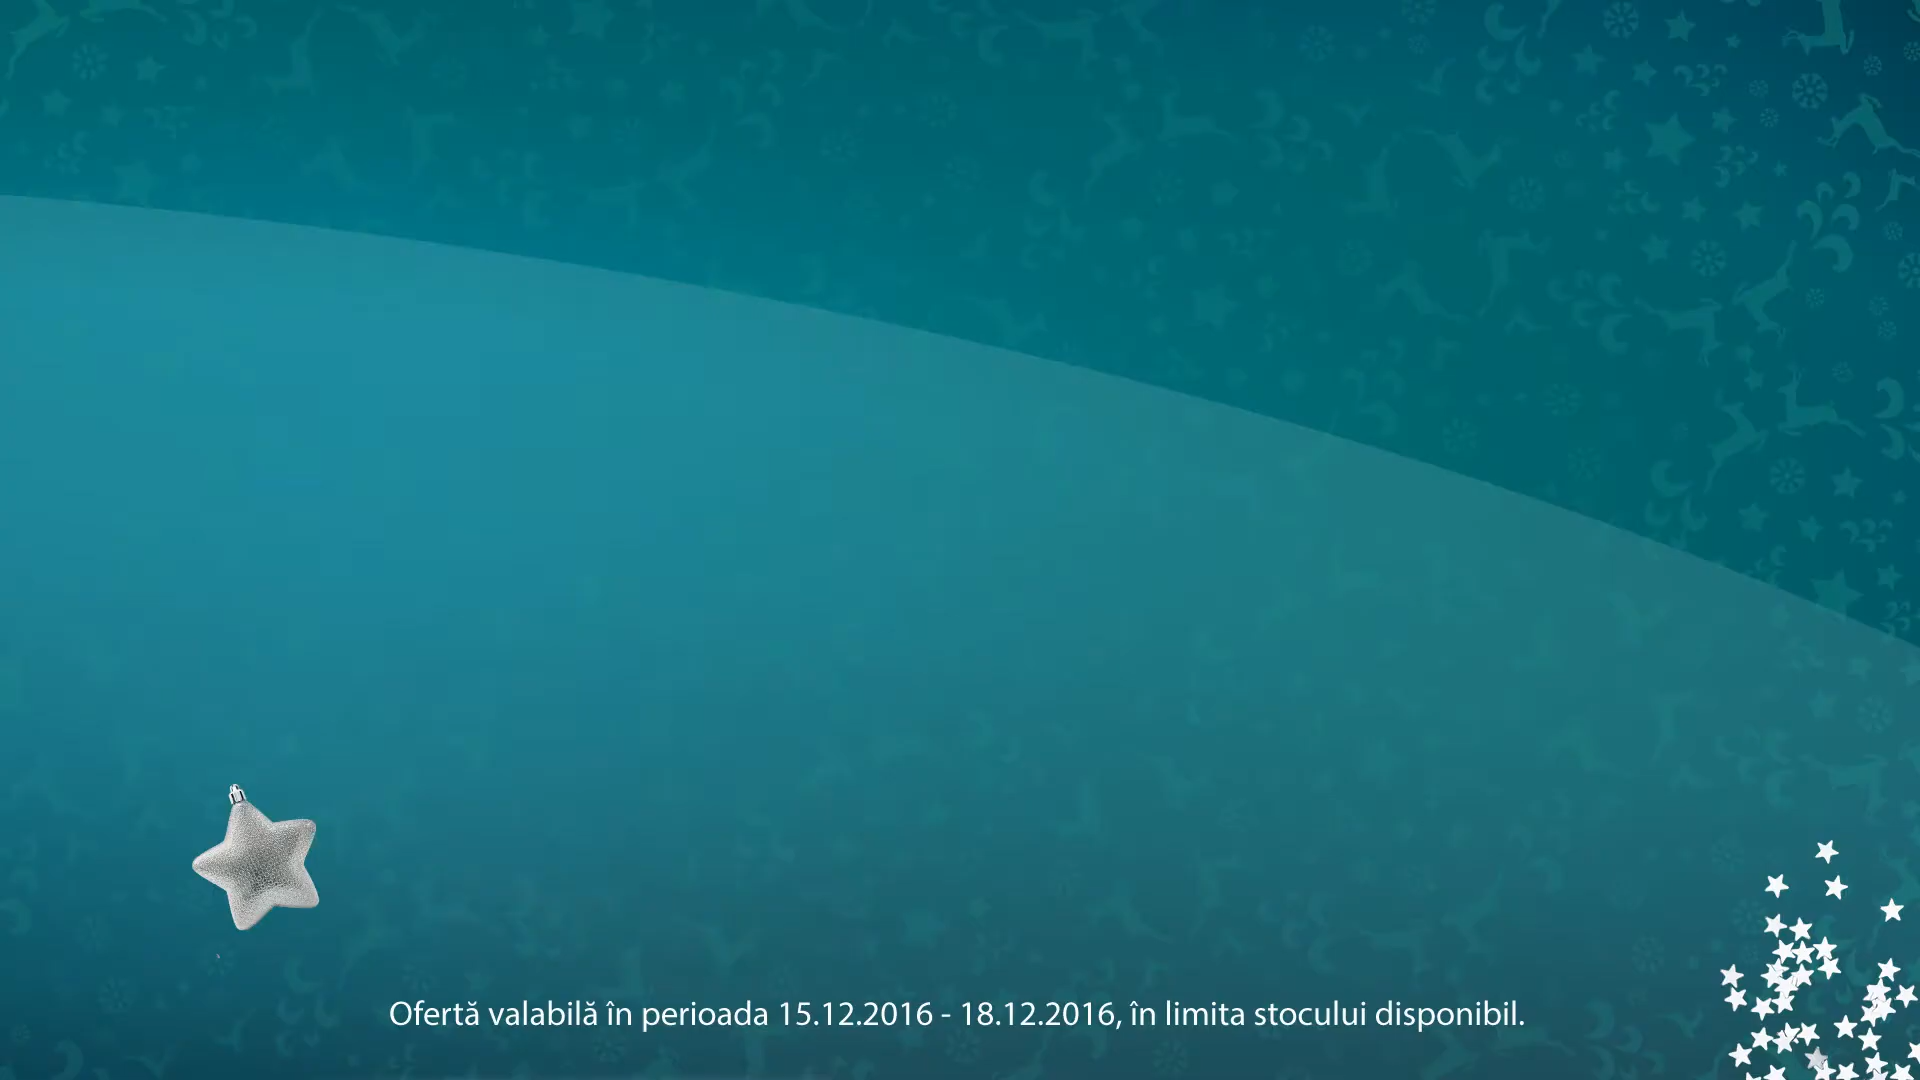 Ofertă valabilă în perioada 15.12.2016 - 18.12.2016, în limita stocului disponibil.